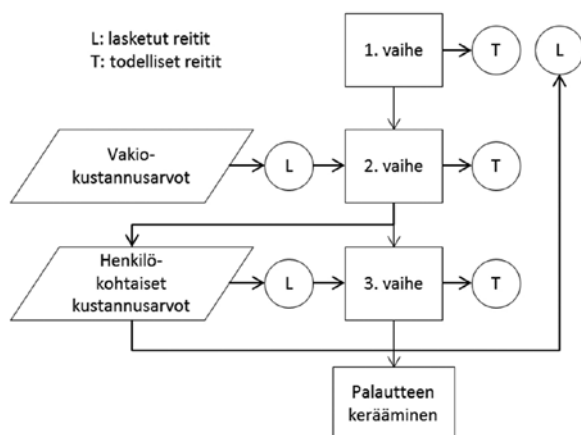 L: lasketut reitit
T: todelliset reitit
1. vaihe
T
L
Vakio-
kustannusarvot
L
2. vaihe
T
Henkilö-
kohtaiset
kustannusarvot
L
3. vaihe
T
Palautteen
kerääminen